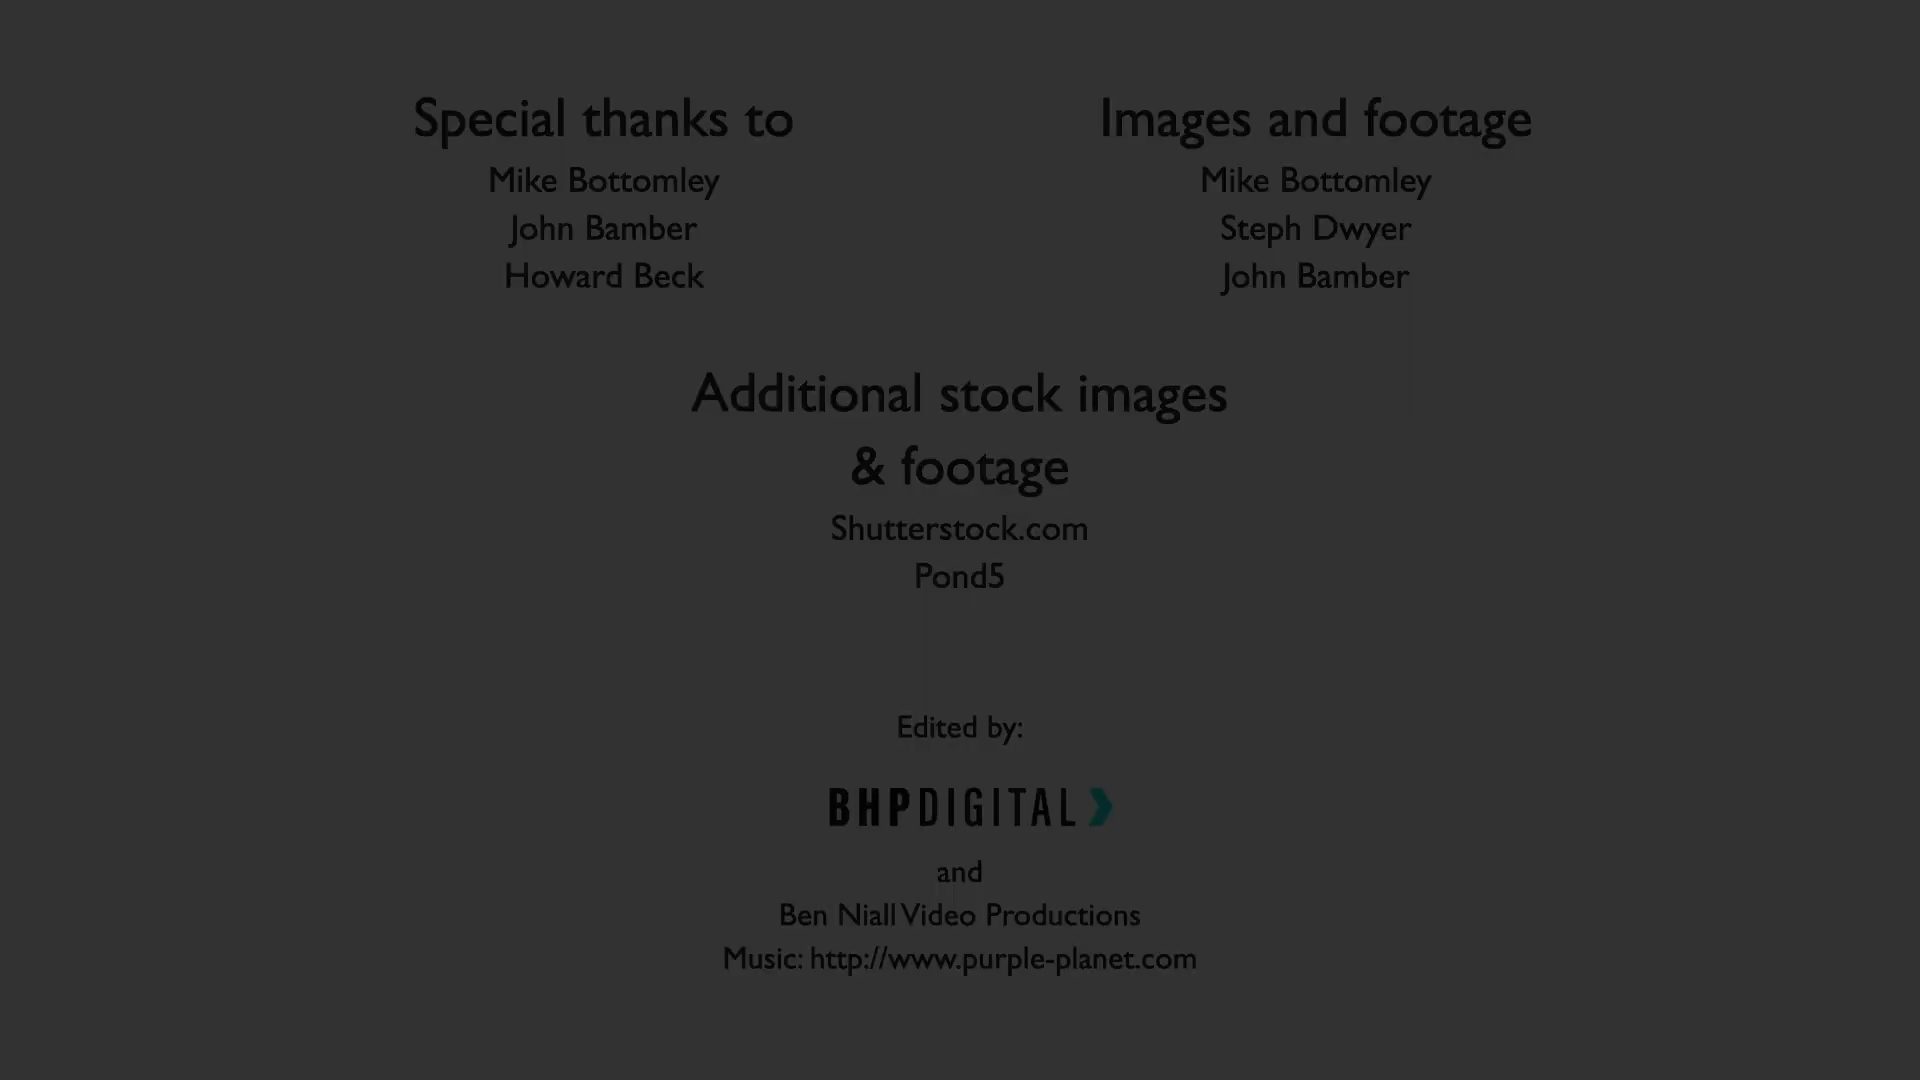 Special thanks to
Mike Bottomley
John Bamber
Howard Beck
Images and footage
Mike Bottomley
Steph Dwyer
John Bamber
Additional stock images
& footage
Shutterstock.com
Pond5
Edited by:
BHPDIGITAL
and
Ben Niall Video Productions
Music: http://www.purple-planet.com